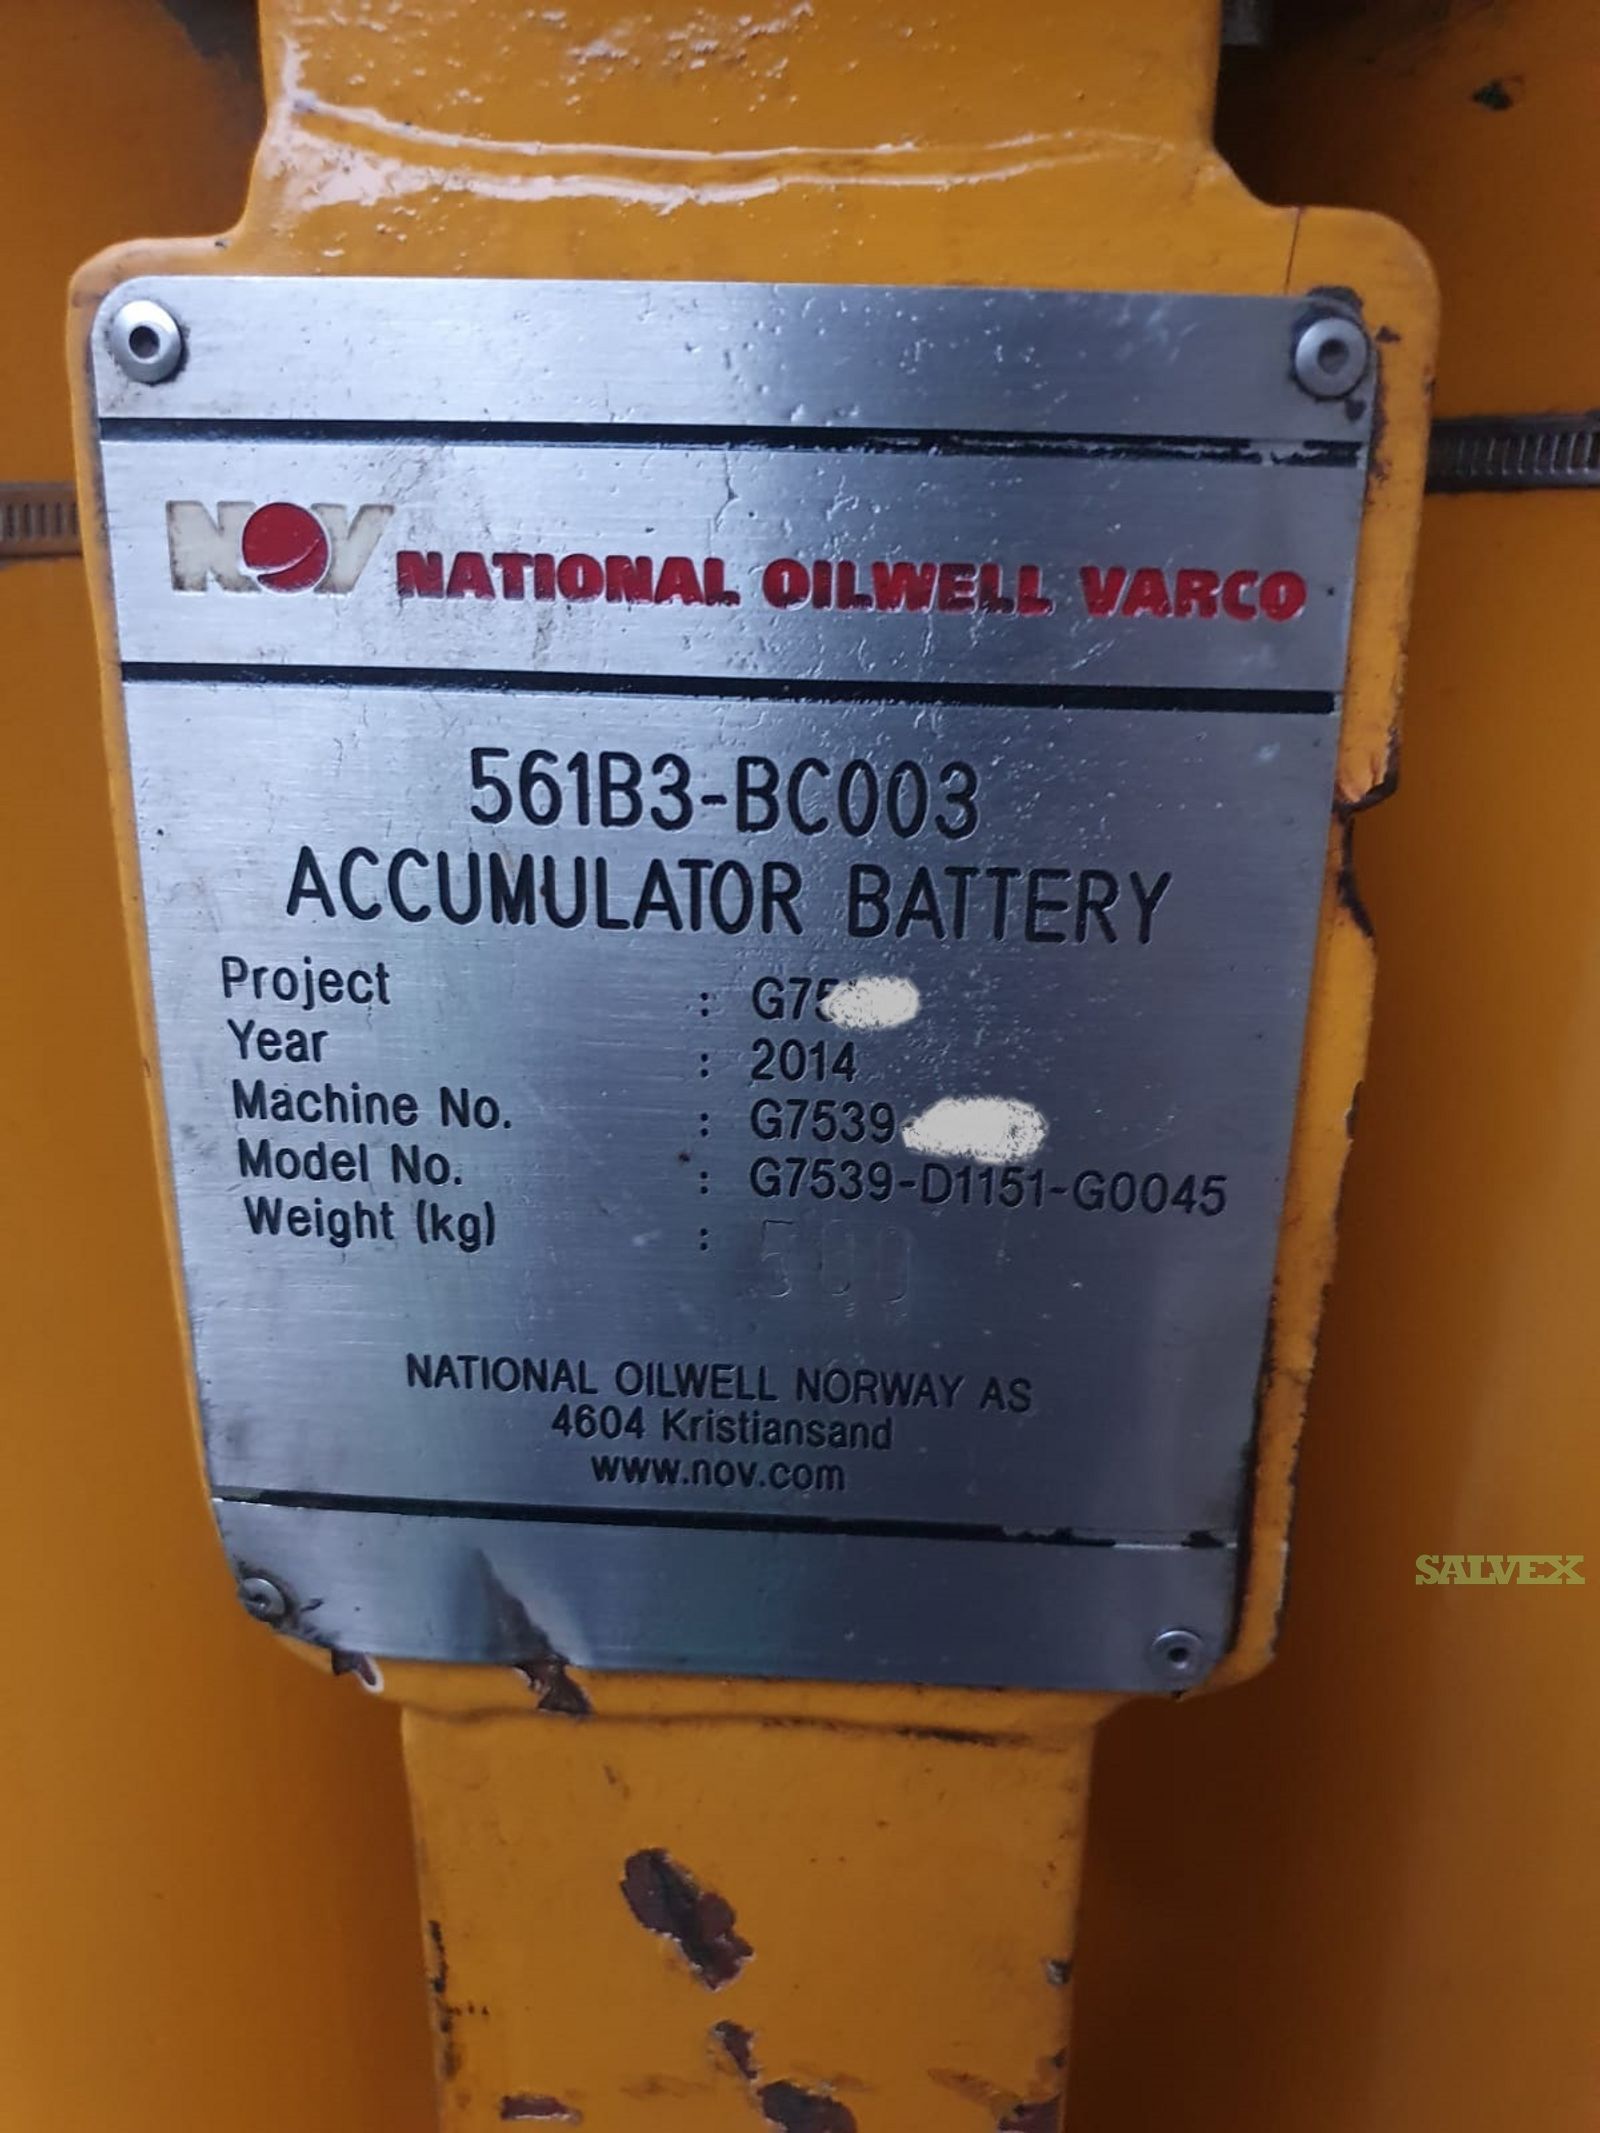 NOV NATIONAL OILWELL VARCO
561B3-BC003
ACCUMULATOR BATTERY
Project : G75
Year : 2014
Machine No. : G7539-
Model No. : G7539-D1151-G0045
Weight (kg) : 500
NATIONAL OILWELL NORWAY AS
4604 Kristiansand
www.nov.com
SALVEX